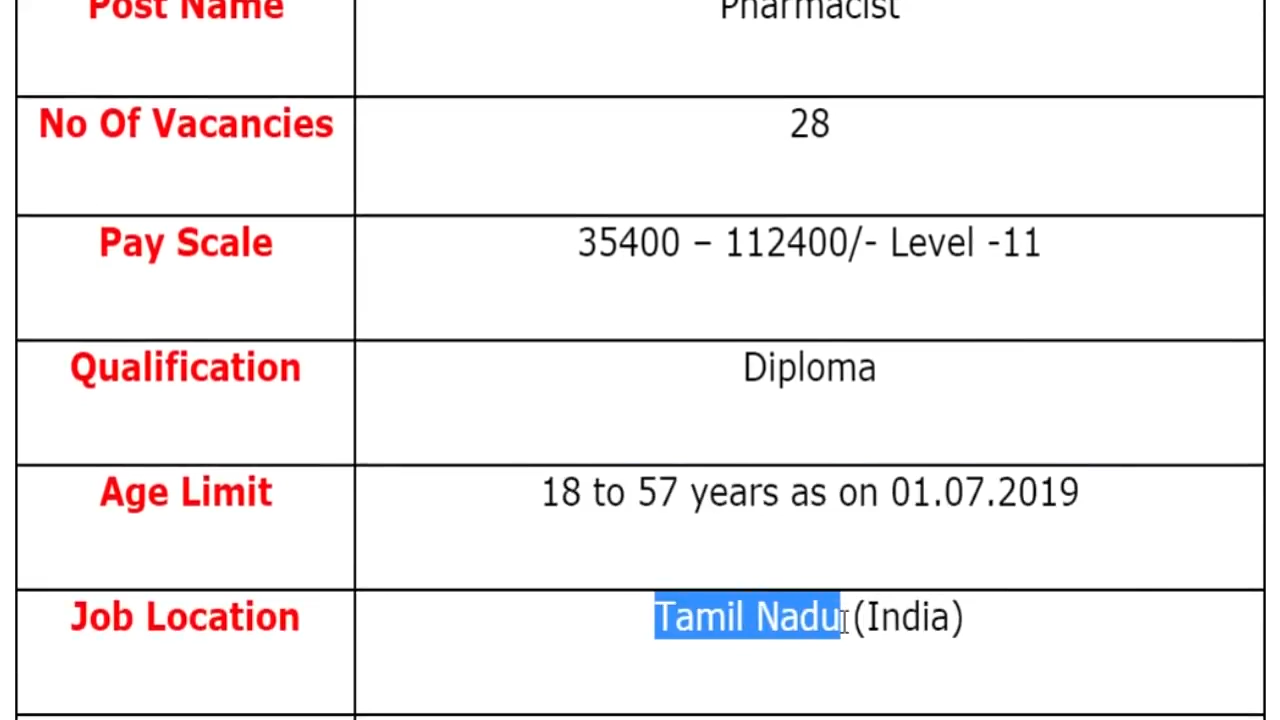 Post Name Pharmacist
No Of Vacancies 28
Pay Scale 35400 – 112400/- Level -11
Qualification Diploma
Age Limit 18 to 57 years as on 01.07.2019
Job Location Tamil Nadu (India)